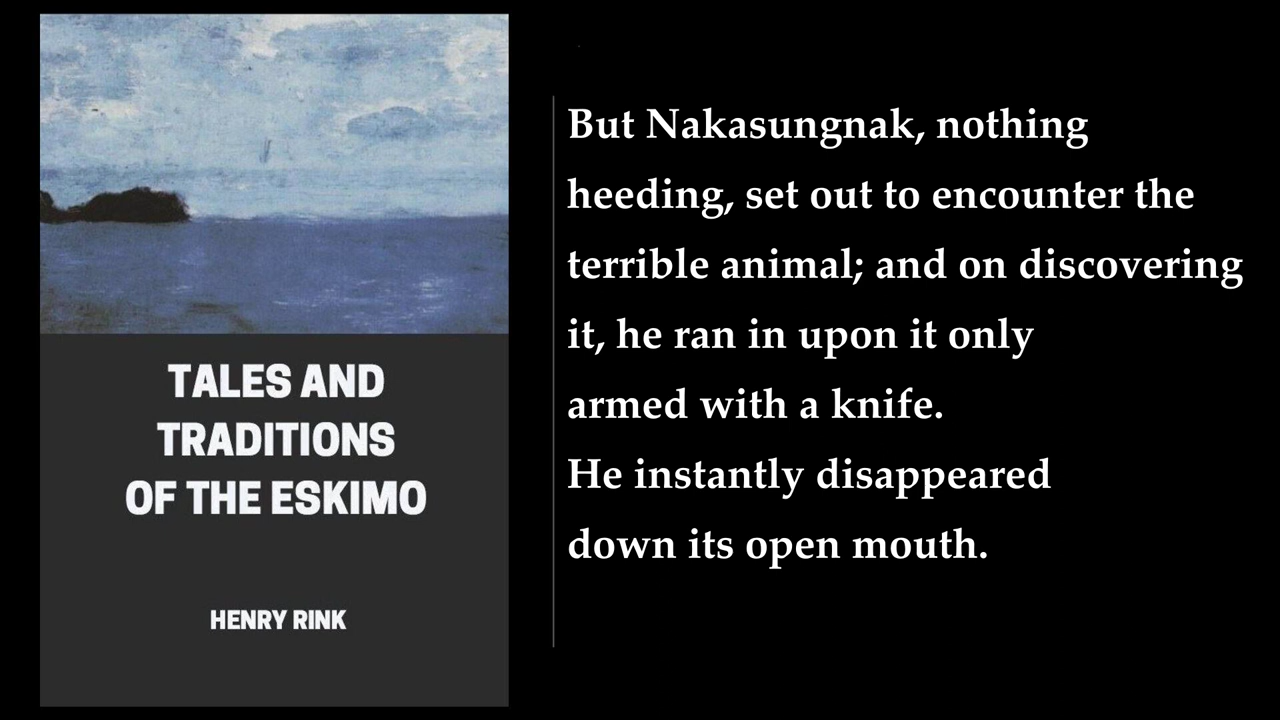 TALES AND
TRADITIONS
OF THE ESKIMO
HENRY RINK
But Nakasungnak, nothing
heeding, set out to encounter the
terrible animal; and on discovering
it, he ran in upon it only
armed with a knife.
He instantly disappeared
down its open mouth.